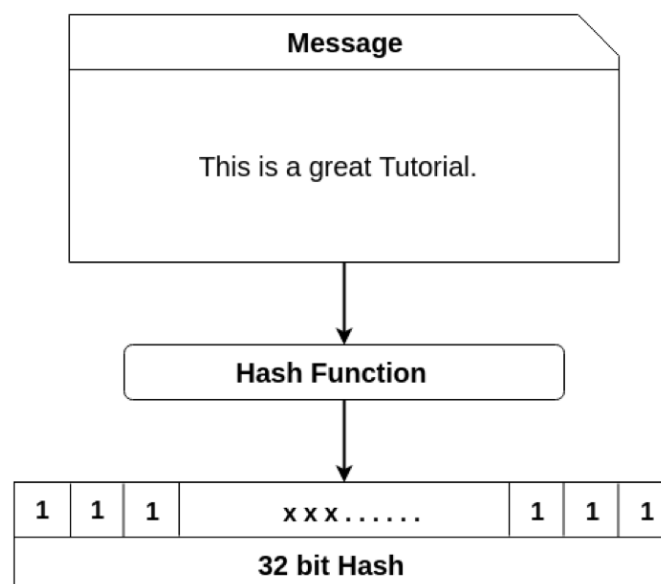 Message
This is a great Tutorial.
Hash Function
1 1 1 x x x . . . . . . 1 1 1
32 bit Hash